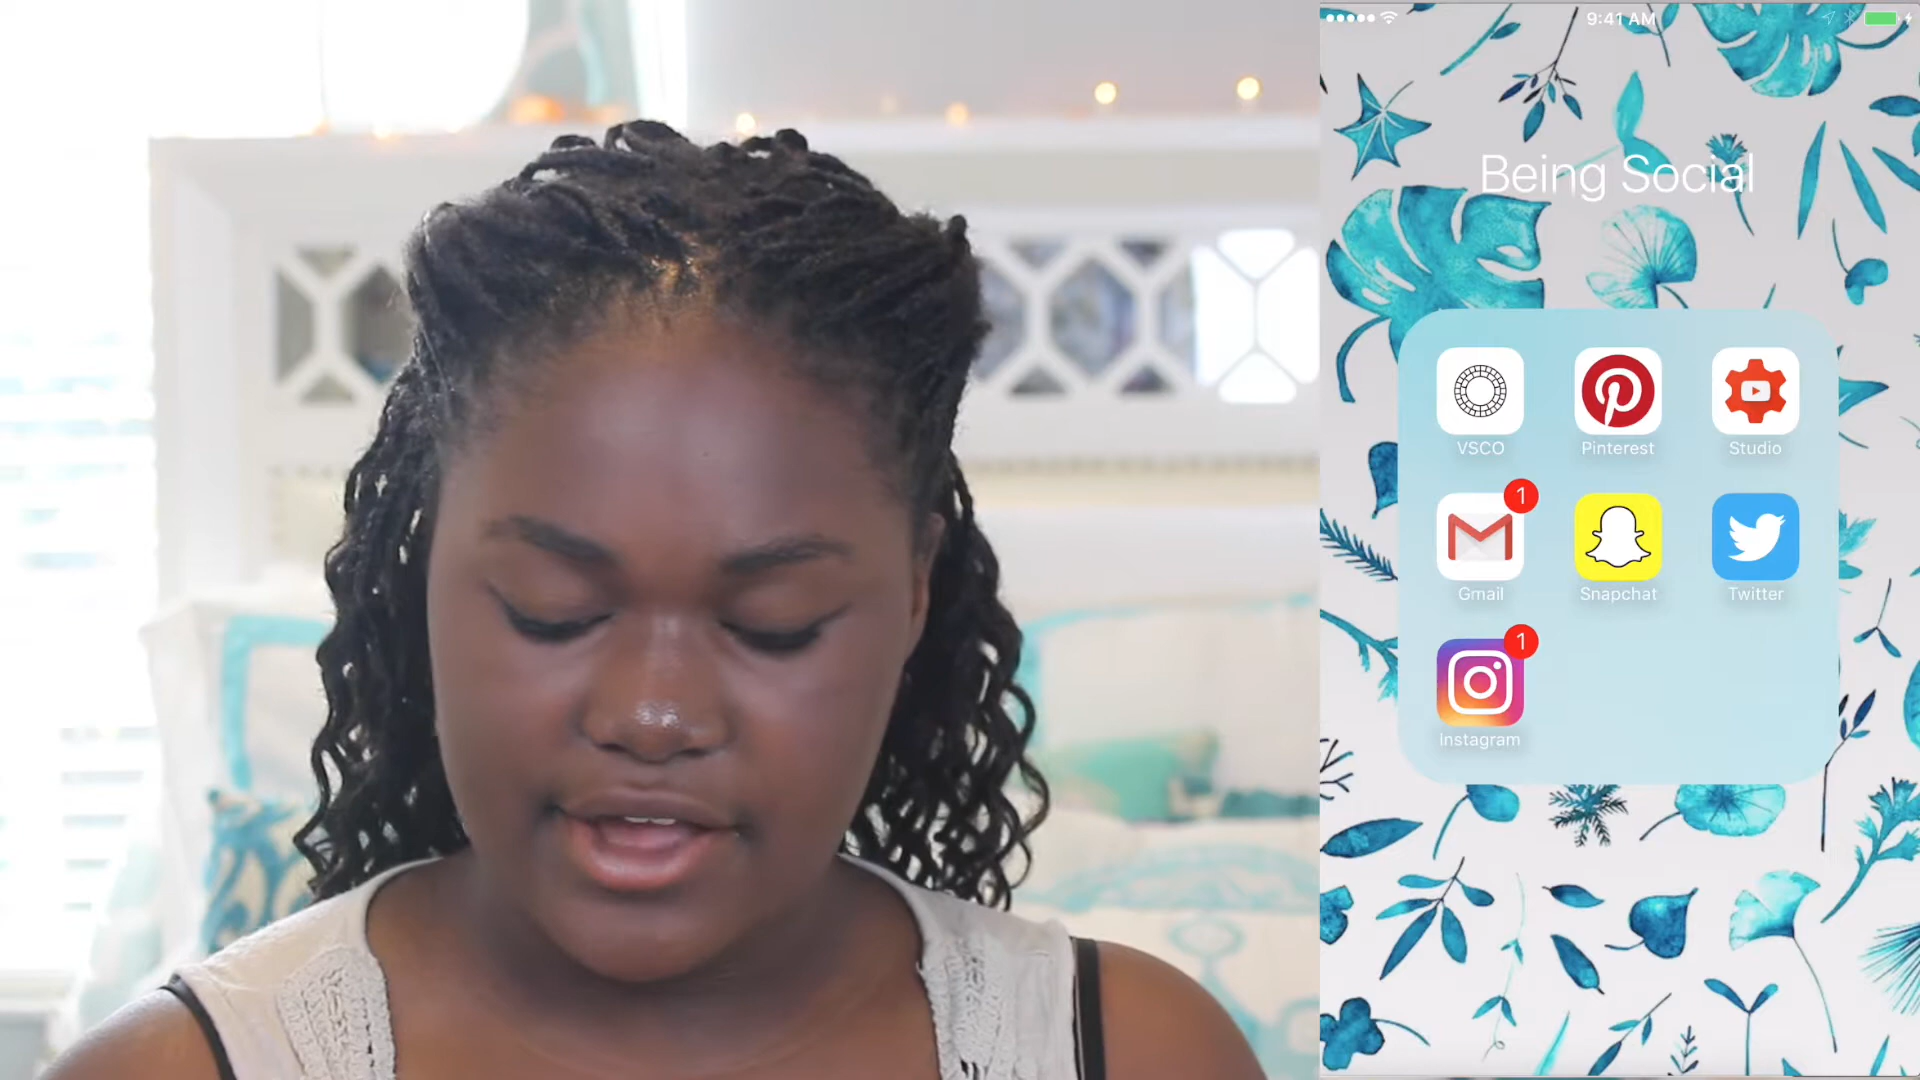 9:41 AM
Being Social
VSCO Pinterest Studio
1
Gmail Snapchat Twitter
1
Instagram